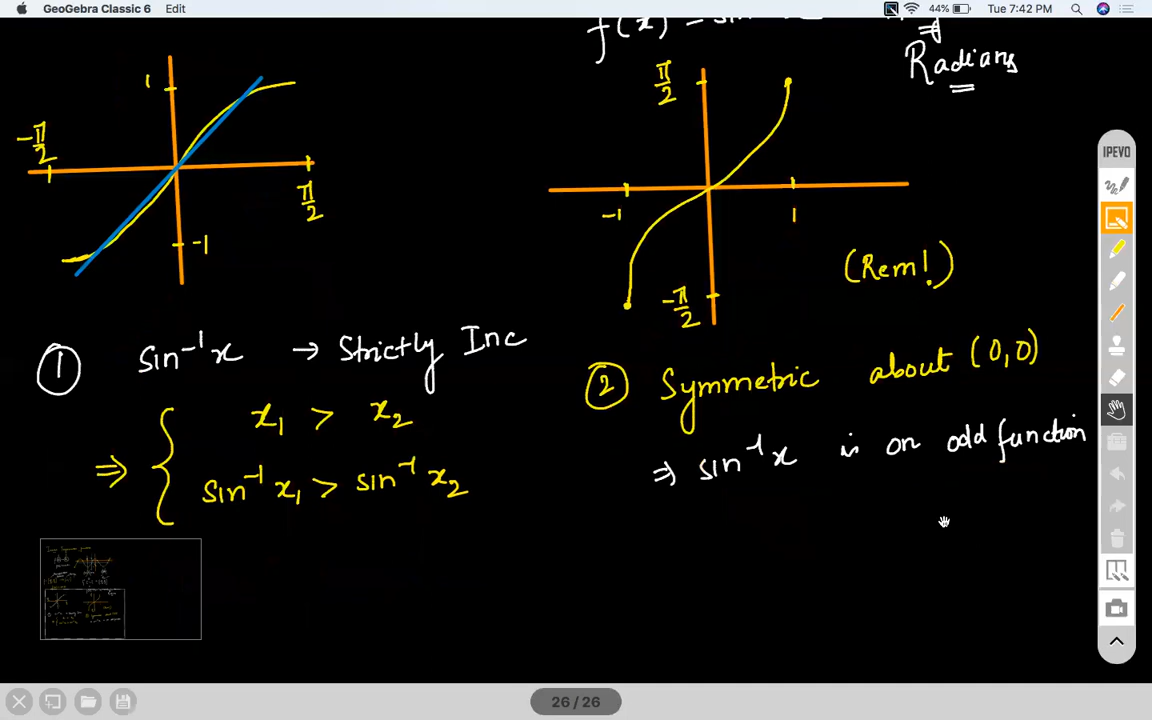 GeoGebra Classic 6 Edit
44% Tue 7:42 PM
f(x) = sin
Radians
1
-π/2
π/2
-1
π/2
-1
1
-π/2
(Rem!)
IPEVO
① sin⁻¹x → Strictly Inc
x₁ > x₂
⇒ { sin⁻¹x₁ > sin⁻¹x₂
② Symmetric about (0,0)
⇒ sin⁻¹x is on odd function
26 / 26